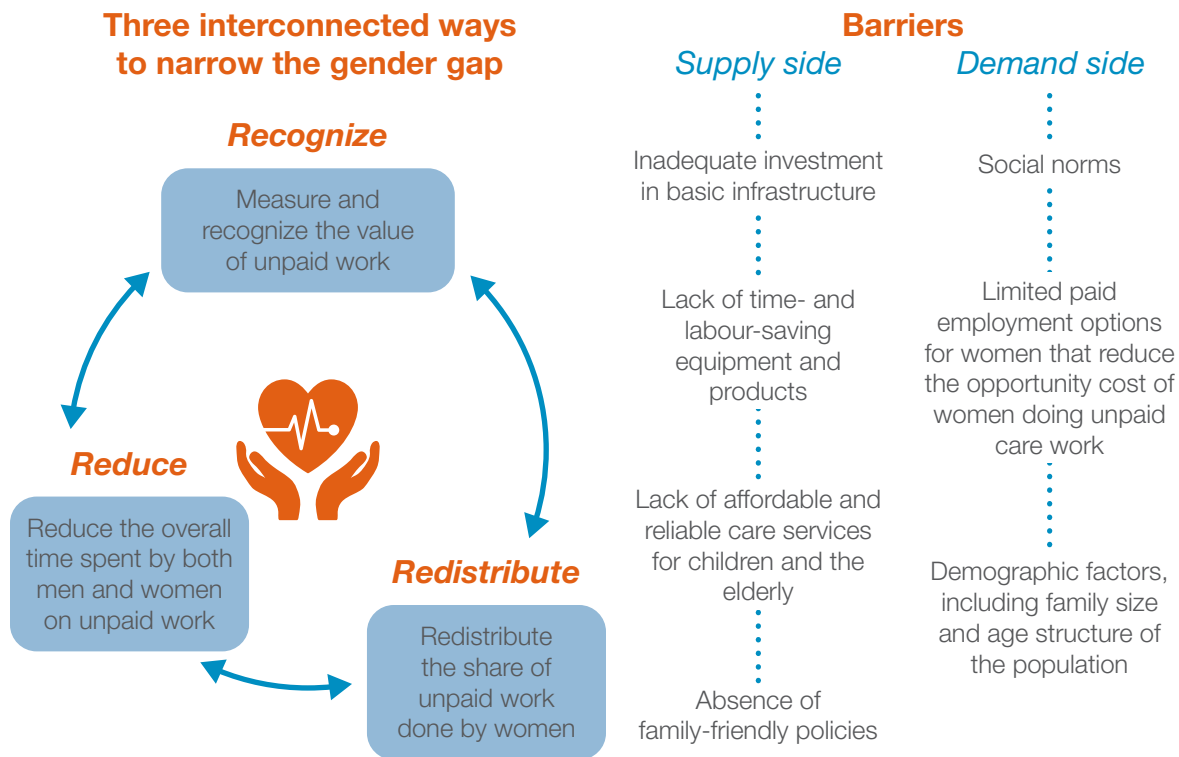 Three interconnected ways
to narrow the gender gap
Recognize
Measure and
recognize the value
of unpaid work
Reduce
Reduce the overall
time spent by both
men and women
on unpaid work
Redistribute
Redistribute
the share of
unpaid work
done by women
Barriers
Supply side
Inadequate investment
in basic infrastructure
Lack of time- and
labour-saving
equipment and
products
Lack of affordable and
reliable care services
for children and the
elderly
Absence of
family-friendly policies
Demand side
Social norms
Limited paid
employment options
for women that reduce
the opportunity cost of
women doing unpaid
care work
Demographic factors,
including family size
and age structure of
the population